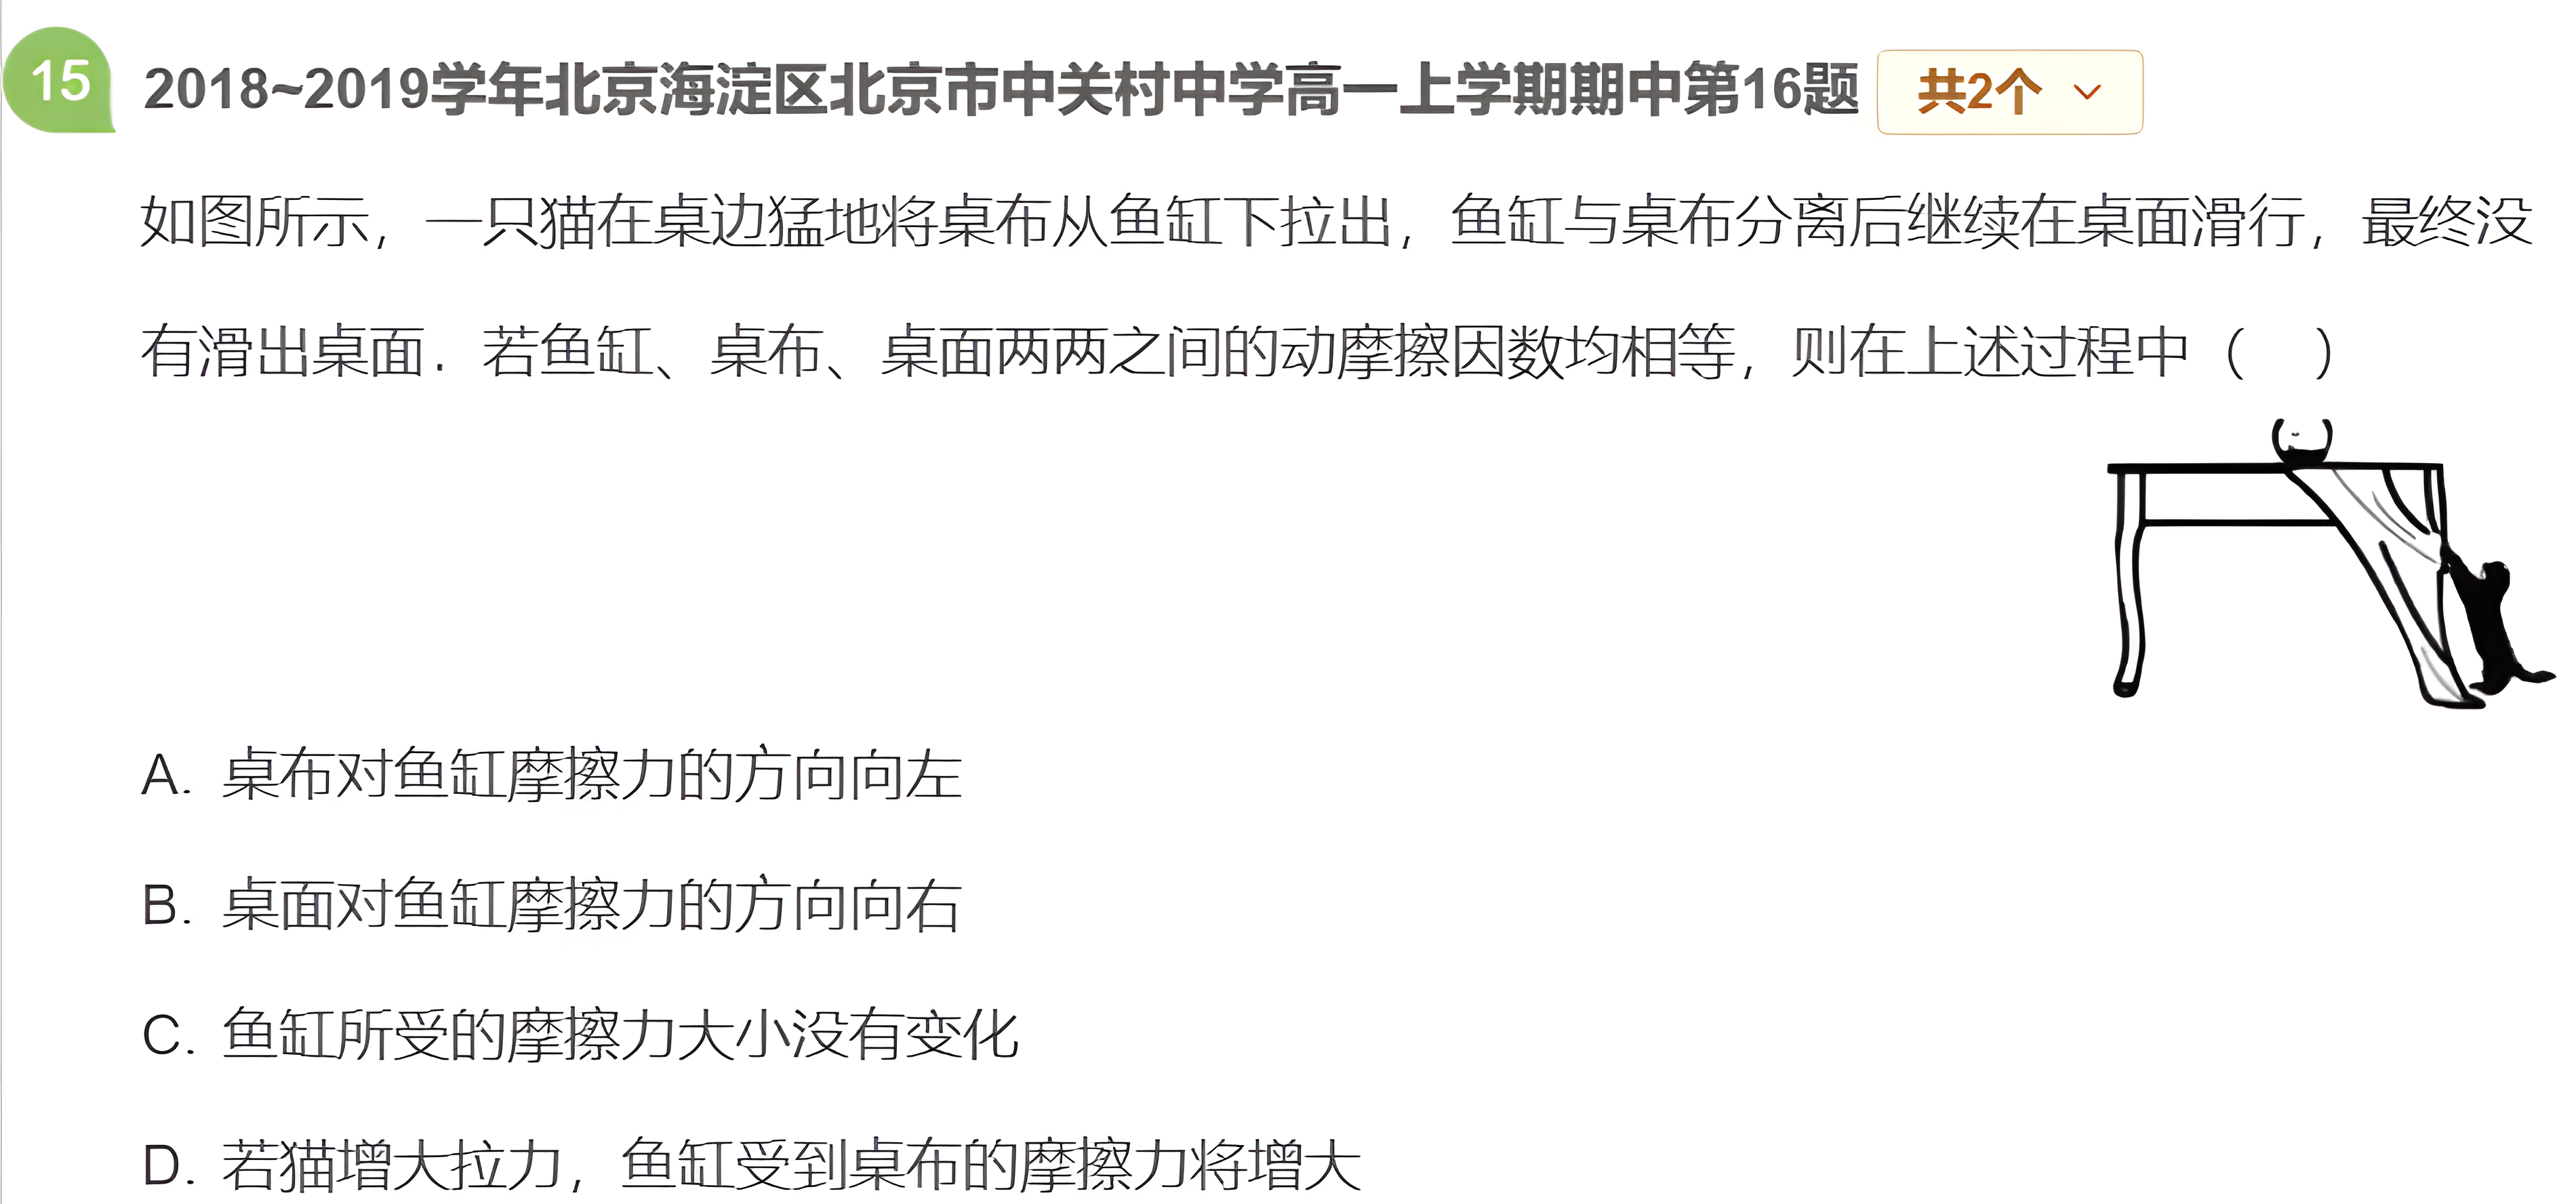 15 2018~2019学年北京海淀区北京市中关村中学高一上学期期中第16题 共2个
如图所示，一只猫在桌边猛地将桌布从鱼缸下拉出，鱼缸与桌布分离后继续在桌面滑行，最终没
有滑出桌面．若鱼缸、桌布、桌面两两之间的动摩擦因数均相等，则在上述过程中（ ）
A. 桌布对鱼缸摩擦力的方向向左
B. 桌面对鱼缸摩擦力的方向向右
C. 鱼缸所受的摩擦力大小没有变化
D. 若猫增大拉力，鱼缸受到桌布的摩擦力将增大